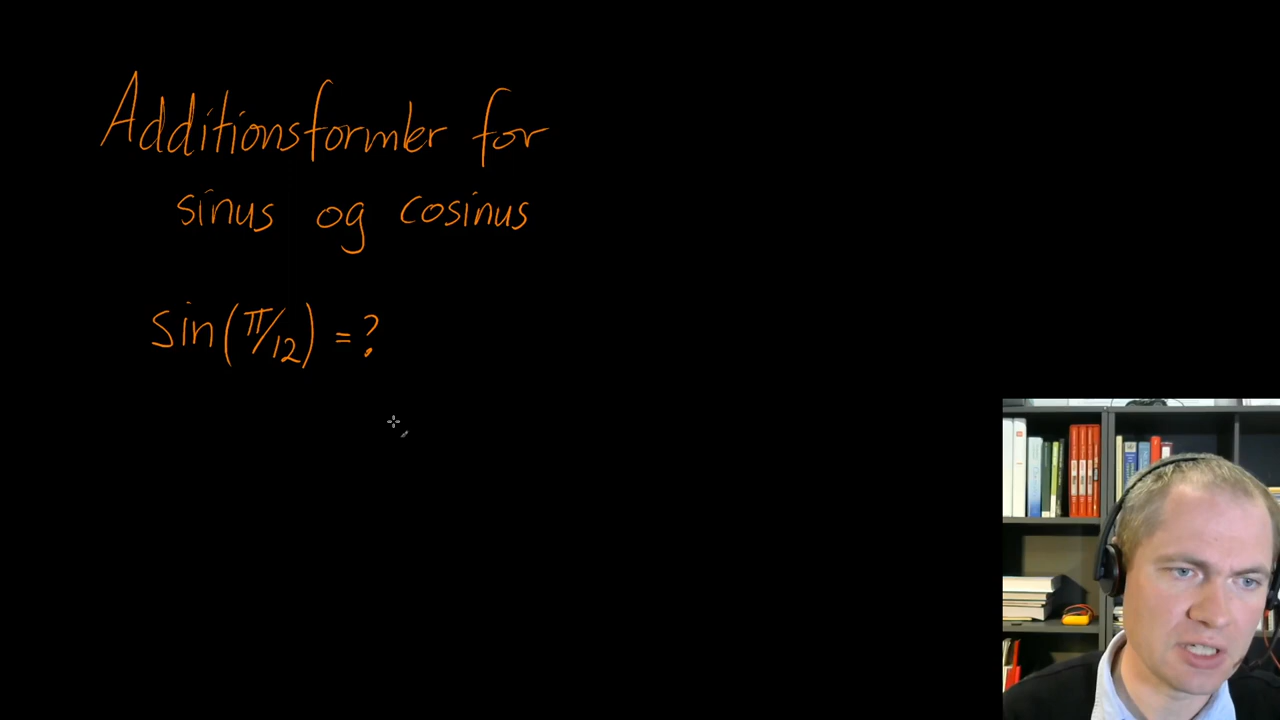 Additionsformler for
sinus og cosinus
sin(π/12) = ?